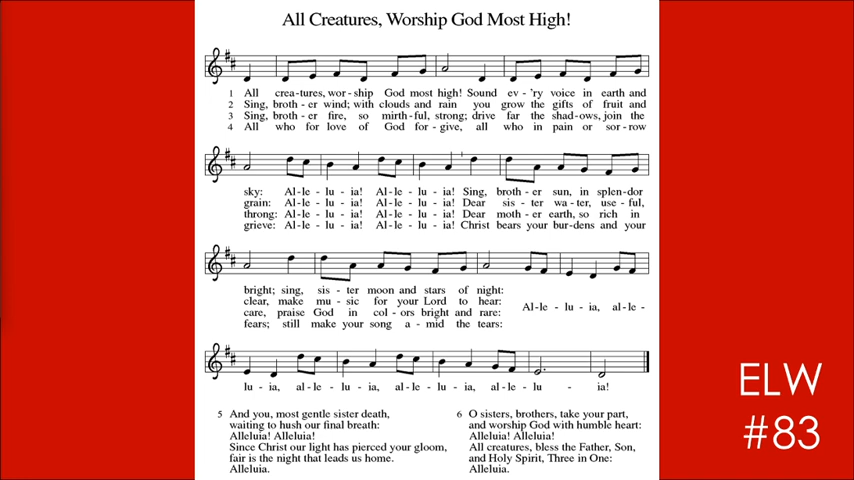 All Creatures, Worship God Most High!
1 All crea-tures, wor-ship God most high! Sound ev-'ry voice in earth and
2 Sing, broth-er wind; with clouds and rain you grow the gifts of fruit and
3 Sing, broth-er fire, so mirth-ful, strong; drive far the shad-ows, join the
4 All who for love of God for-give, all who in pain or sor-row
sky: Al-le-lu-ia! Al-le-lu-ia! Sing, broth-er sun, in splen-dor
grain: Al-le-lu-ia! Al-le-lu-ia! Dear sis-ter wa-ter, use-ful,
throng: Al-le-lu-ia! Al-le-lu-ia! Dear moth-er earth, so rich in
grieve: Al-le-lu-ia! Al-le-lu-ia! Christ bears your bur-dens and your
bright; sing, sis-ter moon and stars of night:
clear, make mu-sic for your Lord to hear:
care, praise God in col-ors bright and rare:
fears; still make your song a-mid the tears:
Al-le-lu-ia, al-le-
lu-ia, al-le-lu-ia, al-le-lu-ia, al-le-lu-ia!
5 And you, most gentle sister death,
waiting to hush our final breath:
Alleluia! Alleluia!
Since Christ our light has pierced your gloom,
fair is the night that leads us home.
Alleluia.
6 O sisters, brothers, take your part,
and worship God with humble heart:
Alleluia! Alleluia!
All creatures, bless the Father, Son,
and Holy Spirit, Three in One:
Alleluia.
ELW
#83